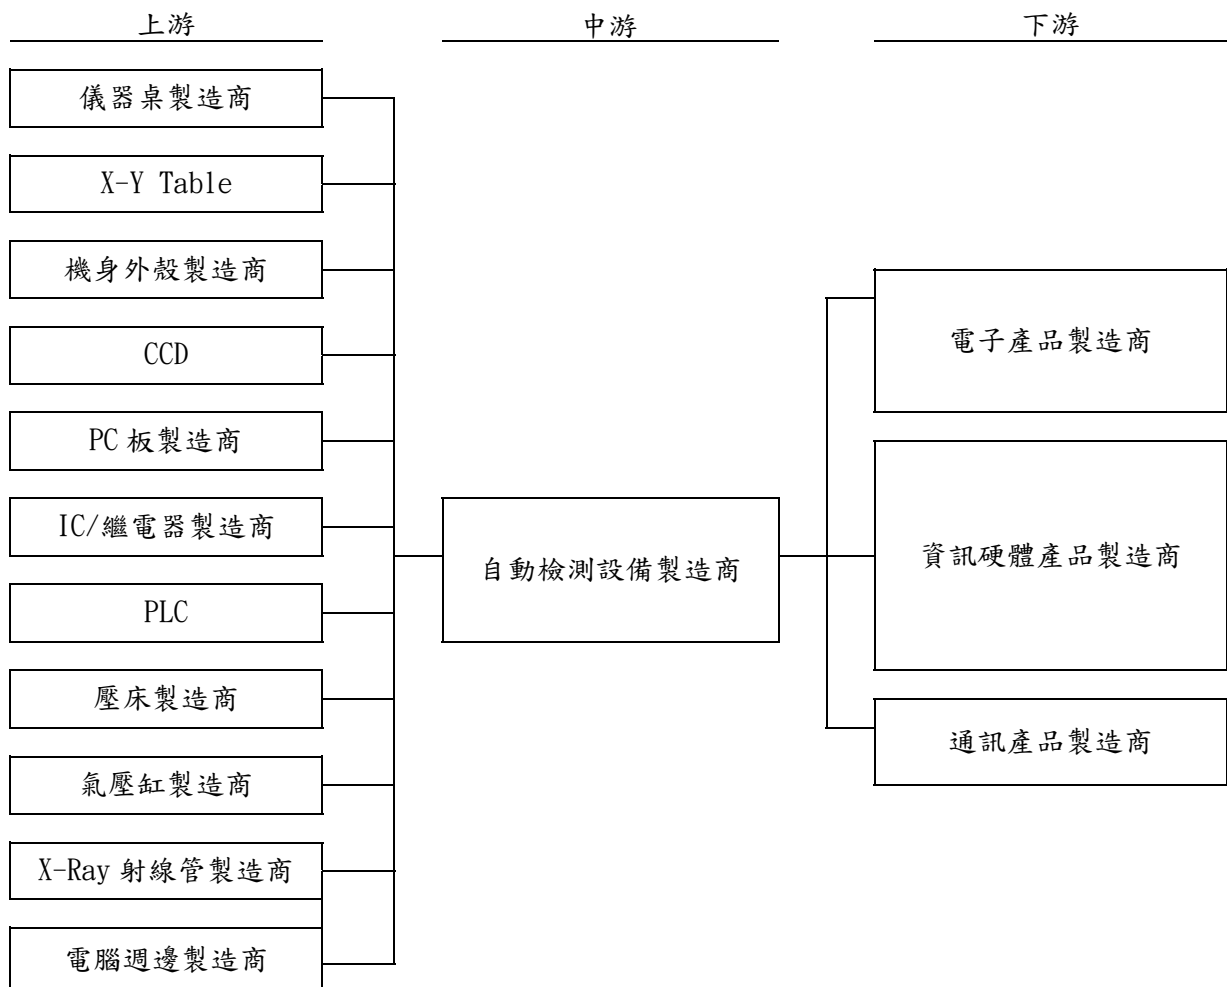 上游
中游
下游
儀器桌製造商
X-Y Table
機身外殼製造商
CCD
PC 板製造商
IC/繼電器製造商
PLC
壓床製造商
氣壓缸製造商
X-Ray 射線管製造商
電腦週邊製造商
自動檢測設備製造商
電子產品製造商
資訊硬體產品製造商
通訊產品製造商